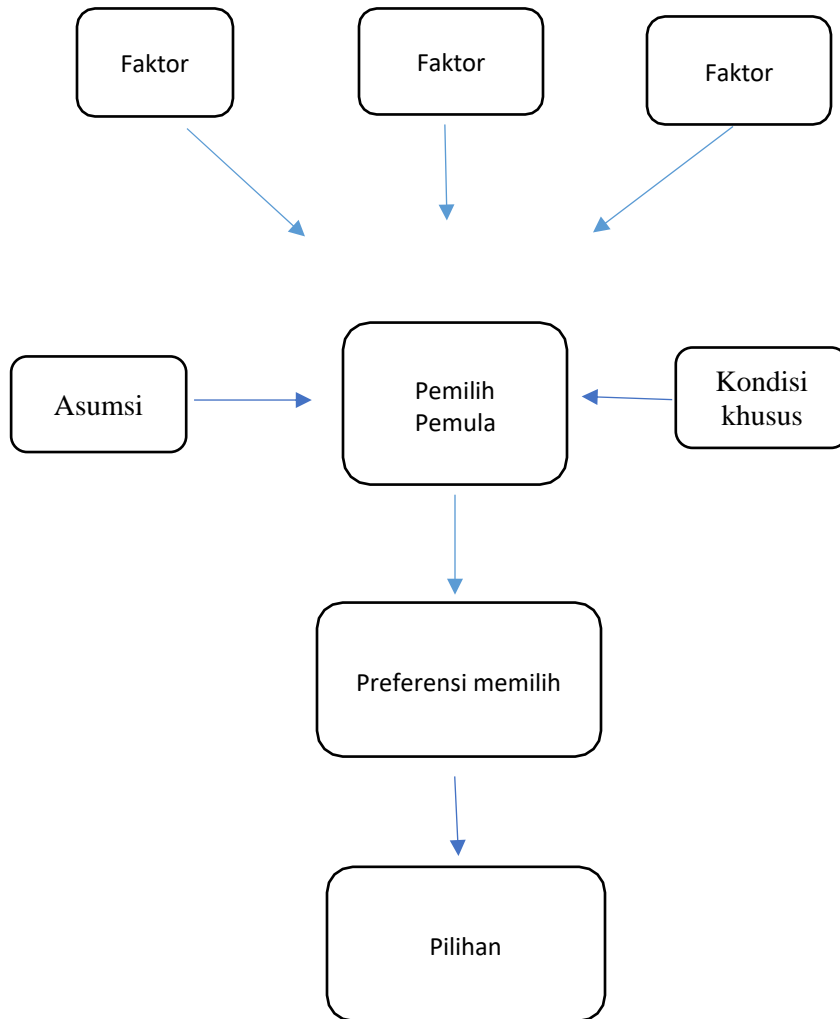 Faktor
Faktor
Faktor
Asumsi
Pemilih
Pemula
Kondisi
khusus
Preferensi memilih
Pilihan